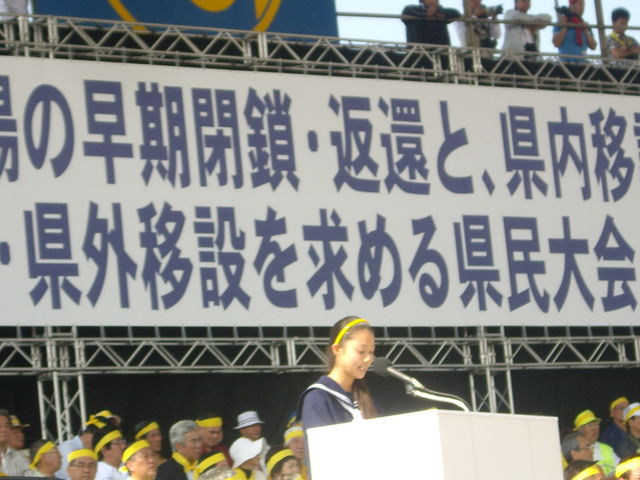 場の早期閉鎖・返還と、県内移設
・県外移設を求める県民大会